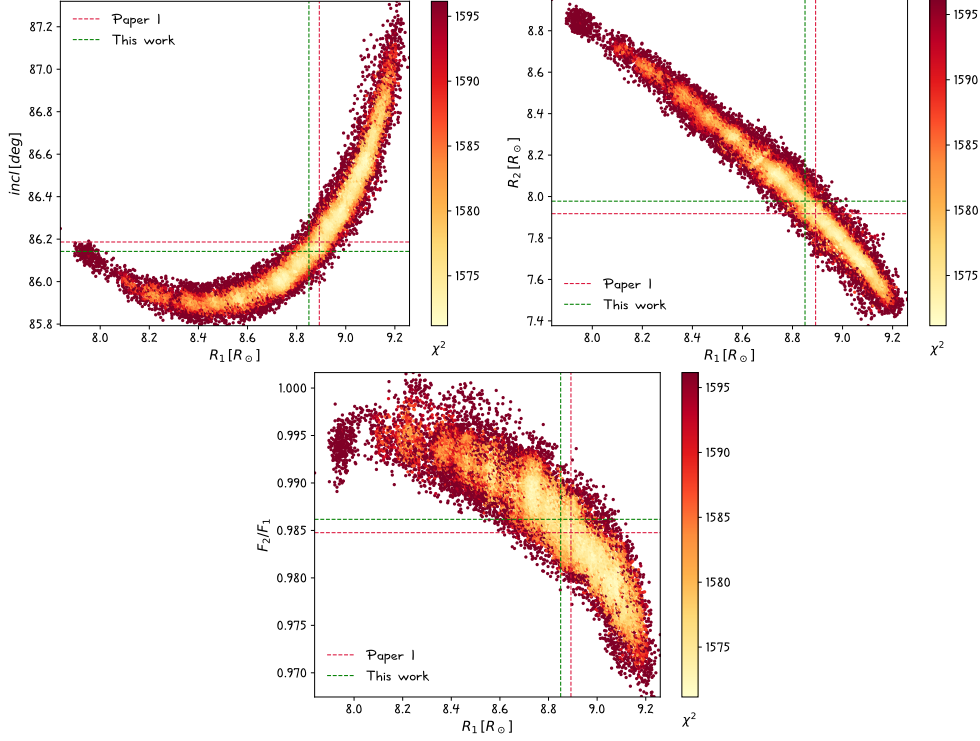 87.2
87.0
86.8
86.6
86.4
86.2
86.0
85.8
incl [deg]
8.0 8.2 8.4 8.6 8.8 9.0 9.2
R₁ [R⊙]
Paper 1
This work
1595
1590
1585
1580
1575
χ²
8.8
8.6
8.4
8.2
8.0
7.8
7.6
7.4
R₂ [R⊙]
8.0 8.2 8.4 8.6 8.8 9.0 9.2
R₁ [R⊙]
Paper 1
This work
1595
1590
1585
1580
1575
χ²
1.000
0.995
0.990
0.985
0.980
0.975
0.970
F₂/F₁
8.0 8.2 8.4 8.6 8.8 9.0 9.2
R₁ [R⊙]
Paper 1
This work
1595
1590
1585
1580
1575
χ²